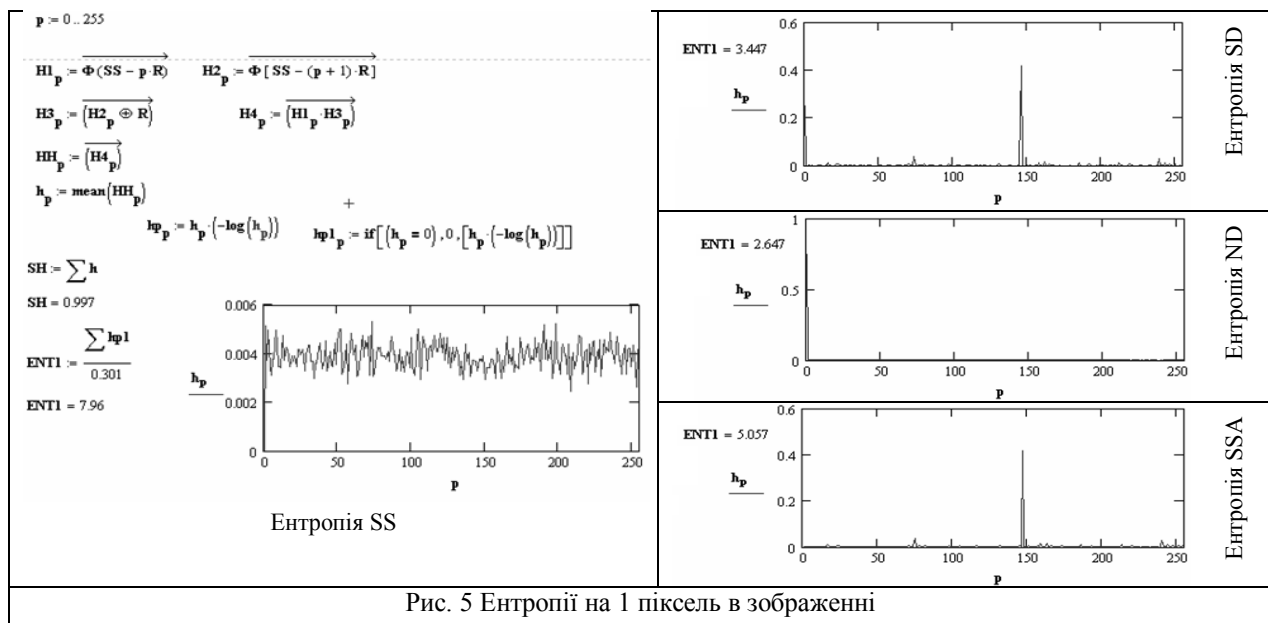 p := 0 .. 255
H1p := Φ(SS − p·R) H2p := Φ[SS − (p + 1)·R]
H3p := (H2p ⊕ R) H4p := (H1p·H3p)
HHp := (H4p)
hp := mean(HHp)
+
hpp := hp·(−log(hp)) hp1p := if[(hp = 0), 0, [hp·(−log(hp))]]
SH := ∑ h
SH = 0.997
ENT1 := ∑ hp1 / 0.301
ENT1 = 7.96
0.006
0.004
hp
0.002
0
0 50 100 150 200 250
p
Ентропія SS
0.6
ENT1 = 3.447
0.4
hp
0.2
0
0 50 100 150 200 250
p
Ентропія SD
1
ENT1 = 2.647
hp
0.5
0
0 50 100 150 200 250
p
Ентропія ND
0.6
ENT1 = 5.057
0.4
hp
0.2
0
0 50 100 150 200 250
p
Ентропія SSA
Рис. 5 Ентропії на 1 піксель в зображенні